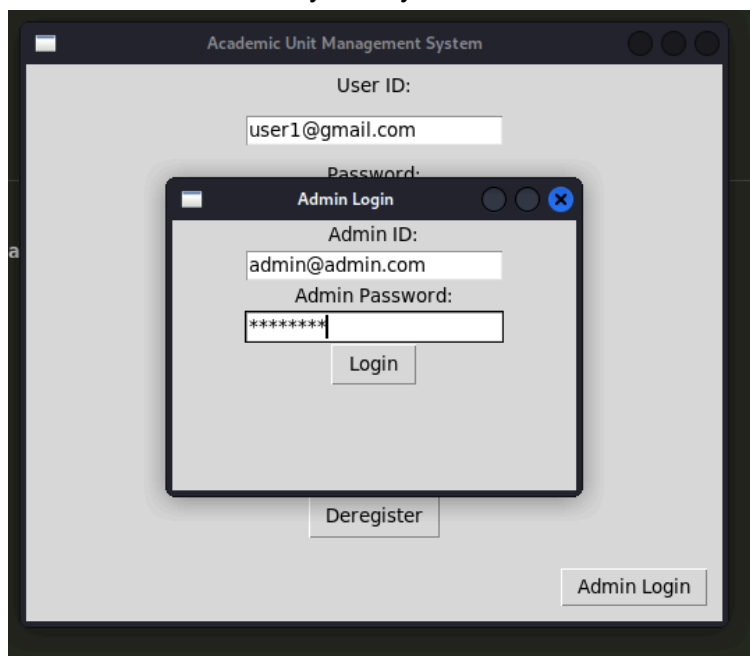 Academic Unit Management System
User ID:
user1@gmail.com
Password:
Admin Login
Admin ID:
admin@admin.com
Admin Password:
********
Login
Deregister
Admin Login
a